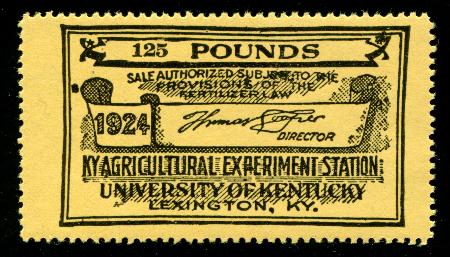 125 POUNDS
SALE AUTHORIZED SUBJECT TO THE
PROVISIONS OF THE
FERTILIZER LAW
1924 Thomas Cooper
DIRECTOR
KY AGRICULTURAL EXPERIMENT STATION
UNIVERSITY OF KENTUCKY
LEXINGTON, KY.